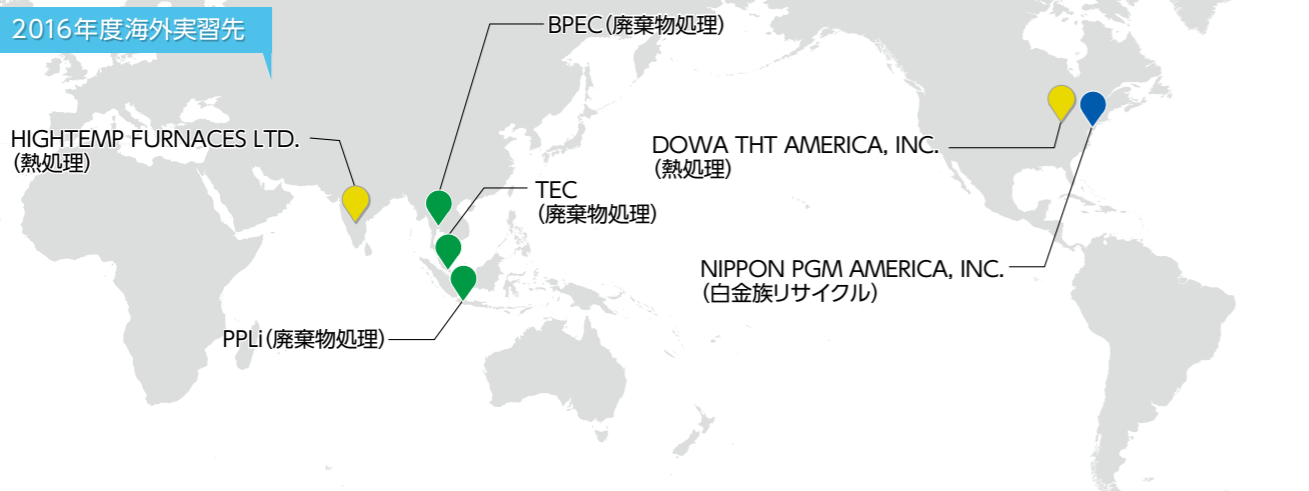 2016年度海外実習先
BPEC(廃棄物処理)
HIGHTEMP FURNACES LTD.
(熱処理)
DOWA THT AMERICA, INC.
(熱処理)
TEC
(廃棄物処理)
NIPPON PGM AMERICA, INC.
(白金族リサイクル)
PPLi(廃棄物処理)